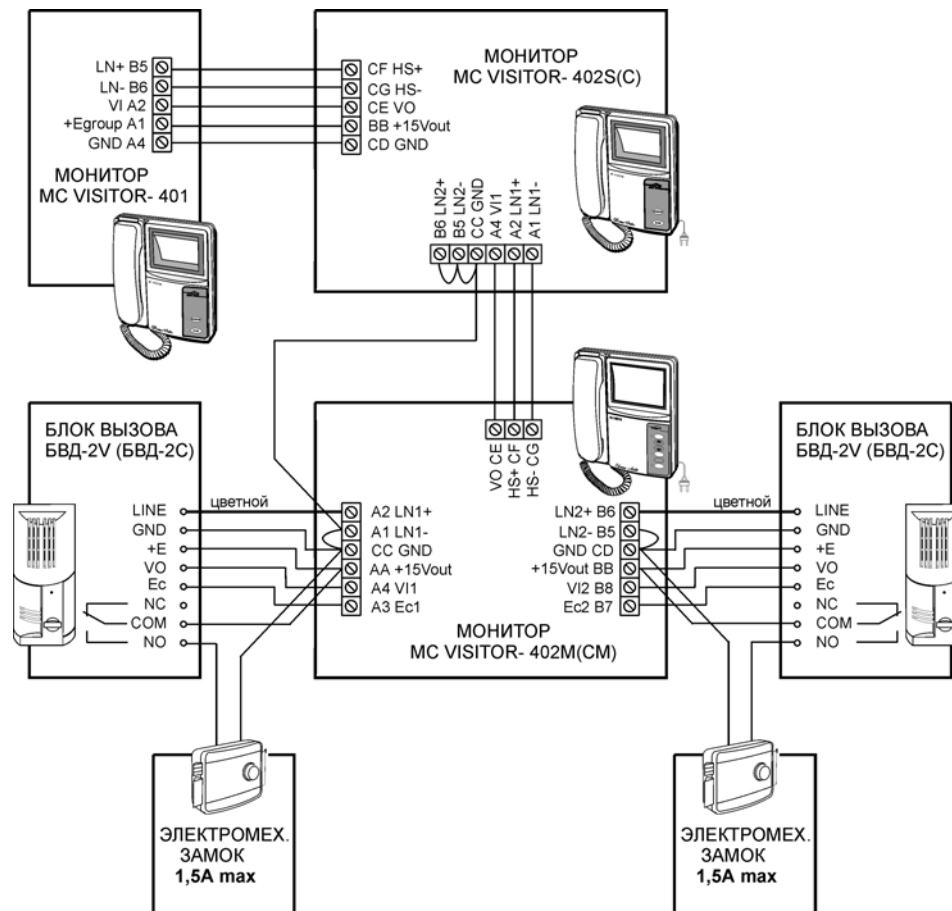 LN+ B5
LN- B6
VI A2
+Egroup A1
GND A4
МОНИТОР
MC VISITOR- 401
CF HS+
CG HS-
CE VO
BB +15Vout
CD GND
МОНИТОР
MC VISITOR- 402S(C)
B6 LN2+
B5 LN2-
CC GND
A4 VI1
A2 LN1+
A1 LN1-
БЛОК ВЫЗОВА
БВД-2V (БВД-2С)
LINE
GND
+E
VO
Ec
NC
COM
NO
цветной
VO CE
HS+ CF
HS- CG
A2 LN1+
A1 LN1-
CC GND
AA +15Vout
A4 VI1
A3 Ec1
LN2+ B6
LN2- B5
GND CD
+15Vout BB
VI2 B8
Ec2 B7
МОНИТОР
MC VISITOR- 402M(CM)
цветной
БЛОК ВЫЗОВА
БВД-2V (БВД-2С)
LINE
GND
+E
VO
Ec
NC
COM
NO
ЭЛЕКТРОМЕХ.
ЗАМОК
1,5A max
ЭЛЕКТРОМЕХ.
ЗАМОК
1,5A max